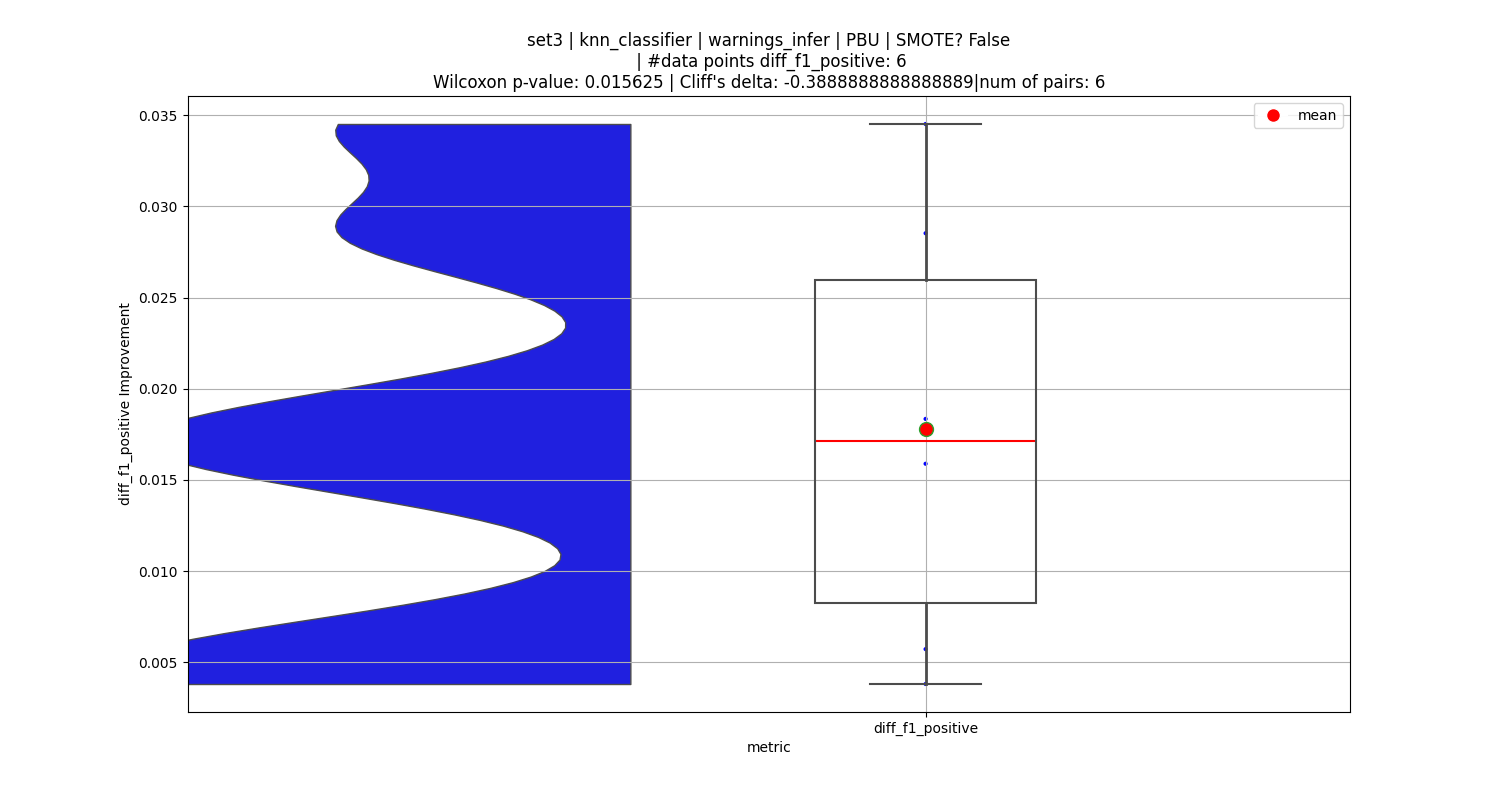 set3 | knn_classifier | warnings_infer | PBU | SMOTE? False
| #data points diff_f1_positive: 6
Wilcoxon p-value: 0.015625 | Cliff's delta: -0.3888888888888889|num of pairs: 6
mean
0.035
0.030
0.025
0.020
0.015
0.010
0.005
diff_f1_positive Improvement
diff_f1_positive
metric